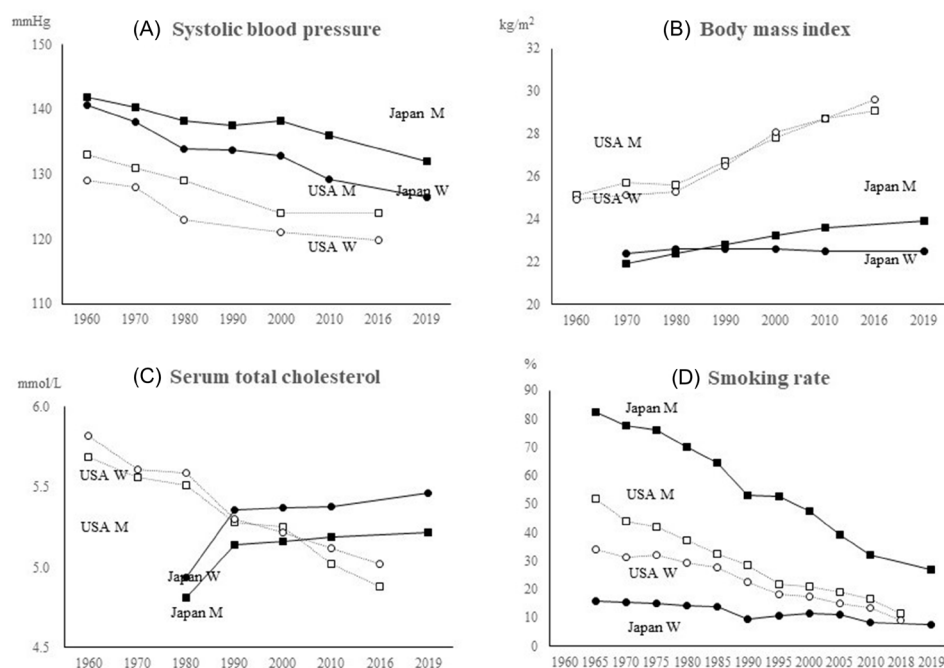 mmHg
(A) Systolic blood pressure
150
140
130
120
110
Japan M
USA M
Japan W
USA W
1960 1970 1980 1990 2000 2010 2016 2019
kg/m²
(B) Body mass index
32
30
28
26
24
22
20
USA M
USA W
Japan M
Japan W
1960 1970 1980 1990 2000 2010 2016 2019
mmol/L
(C) Serum total cholesterol
6.0
5.5
5.0
4.5
USA W
USA M
Japan W
Japan M
1960 1970 1980 1990 2000 2010 2016 2019
%
(D) Smoking rate
90
80
70
60
50
40
30
20
10
0
Japan M
USA M
USA W
Japan W
1960 1965 1970 1975 1980 1985 1990 1995 2000 2005 2010 2018 2019